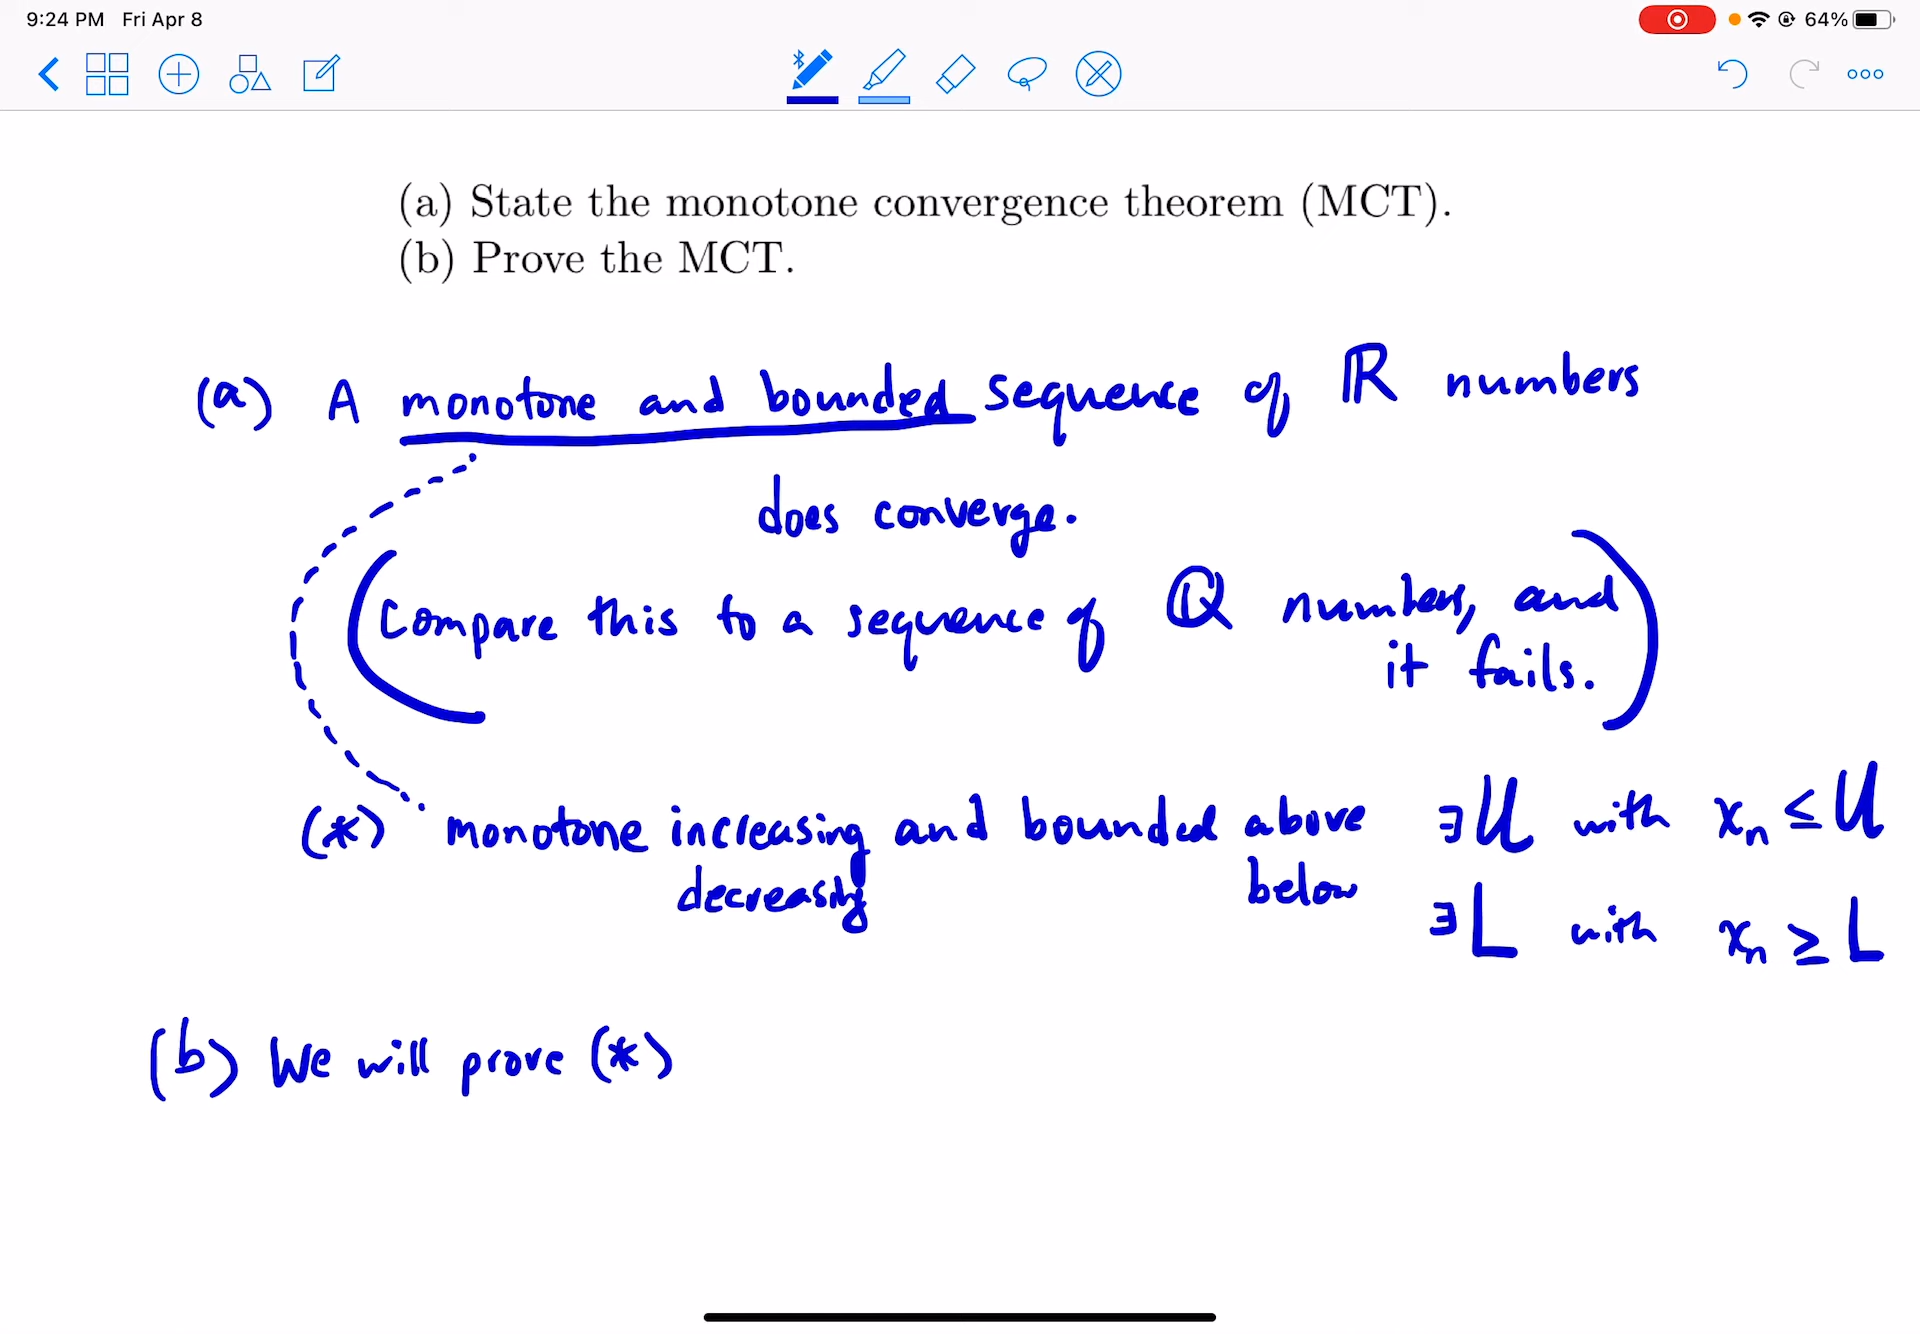 9:24 PM Fri Apr 8 64%
(a) State the monotone convergence theorem (MCT).
(b) Prove the MCT.
(a) A monotone and bounded sequence of ℝ numbers
does converge.
(Compare this to a sequence of ℚ numbers, and
it fails.)
(*) monotone increasing and bounded above ∃ U with xₙ ≤ U
decreasing below ∃ L with xₙ ≥ L
(b) We will prove (*)